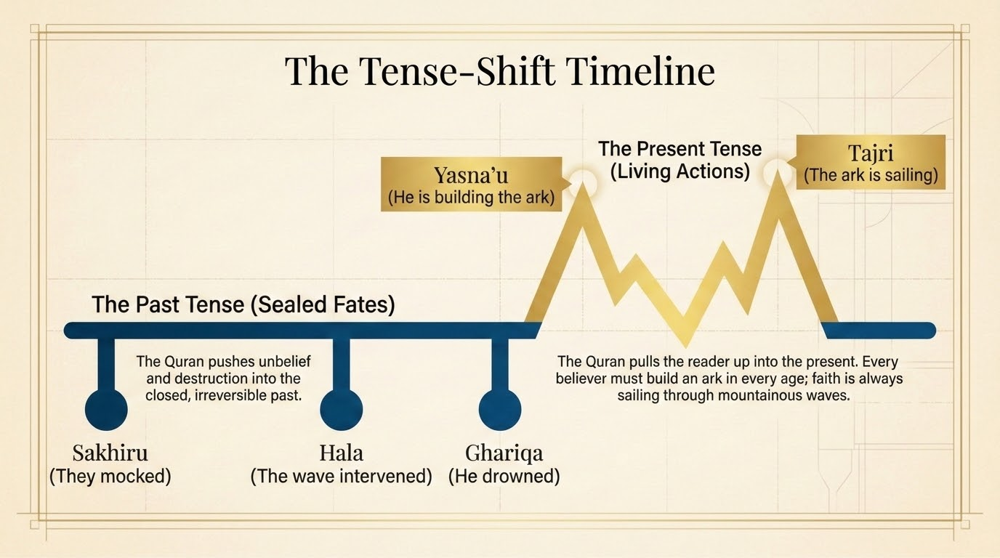 The Tense-Shift Timeline
Yasna’u
(He is building the ark)
The Present Tense
(Living Actions)
Tajri
(The ark is sailing)
The Past Tense (Sealed Fates)
The Quran pushes unbelief
and destruction into the
closed, irreversible past.
The Quran pulls the reader up into the present. Every
believer must build an ark in every age; faith is always
sailing through mountainous waves.
Sakhiru
(They mocked)
Hala
(The wave intervened)
Ghariqa
(He drowned)